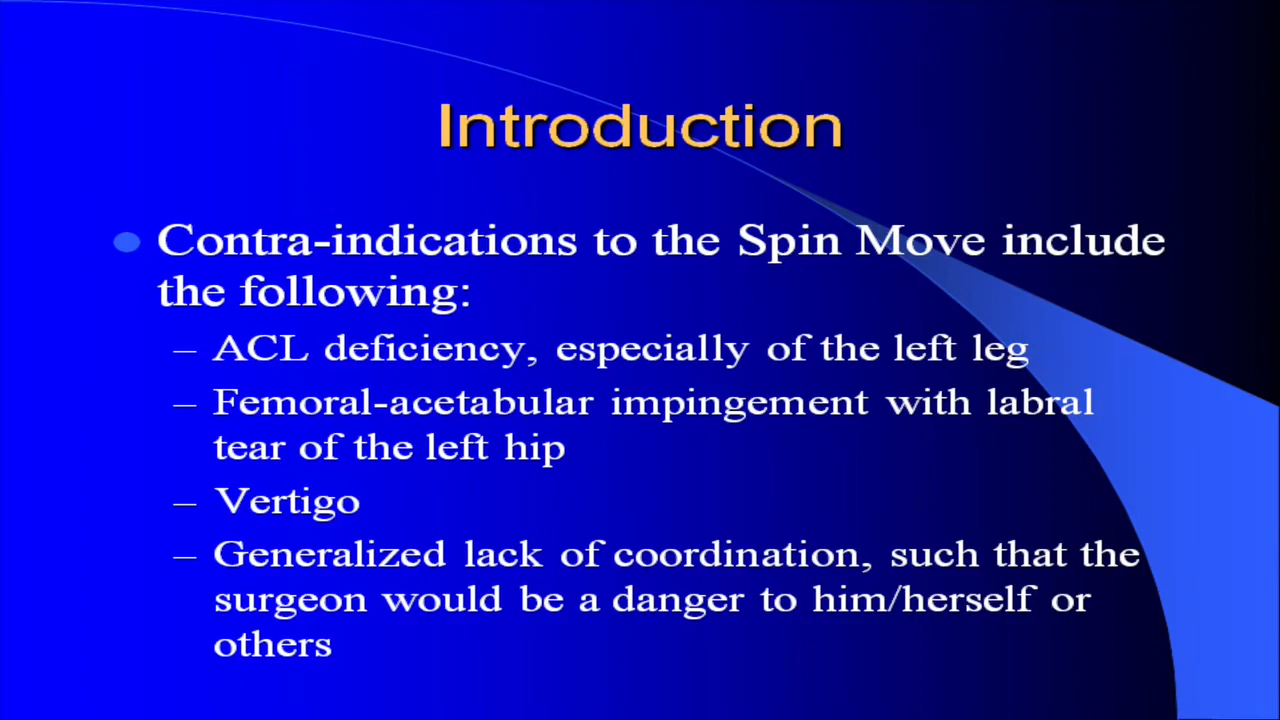 Introduction
Contra-indications to the Spin Move include
the following:
– ACL deficiency, especially of the left leg
– Femoral-acetabular impingement with labral
tear of the left hip
– Vertigo
– Generalized lack of coordination, such that the
surgeon would be a danger to him/herself or
others